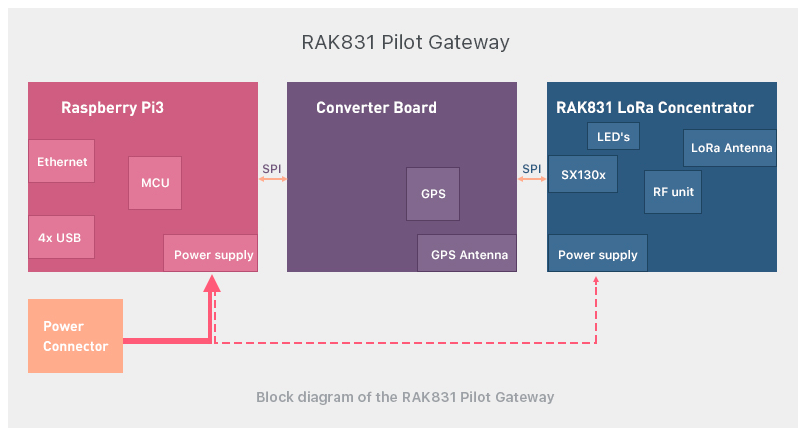 RAK831 Pilot Gateway
Raspberry Pi3
Converter Board
RAK831 LoRa Concentrator
LED's
Ethernet
LoRa Antenna
MCU
SPI
SPI
SX130x
GPS
RF unit
4x USB
Power supply
GPS Antenna
Power supply
Power
Connector
Block diagram of the RAK831 Pilot Gateway